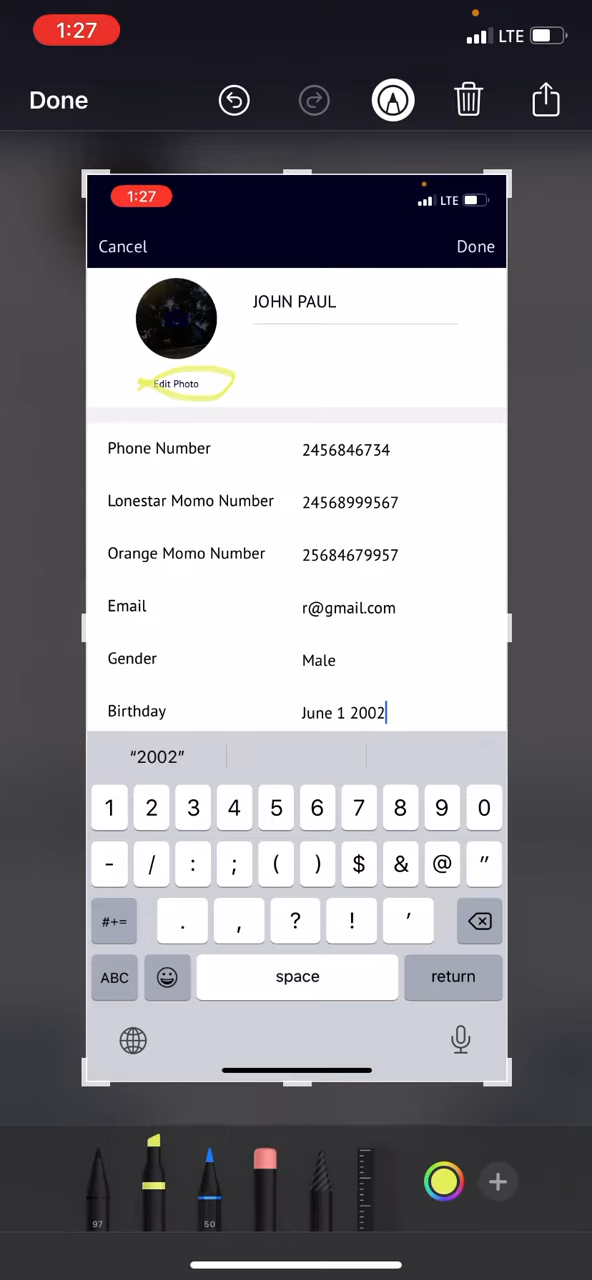 1:27
LTE
Done
1:27
LTE
Cancel Done
JOHN PAUL
Edit Photo
Phone Number 2456846734
Lonestar Momo Number 24568999567
Orange Momo Number 25684679957
Email r@gmail.com
Gender Male
Birthday June 1 2002
“2002”
1 2 3 4 5 6 7 8 9 0
- / : ; ( ) $ & @ "
#+= . , ? ! '
ABC space return
97 50